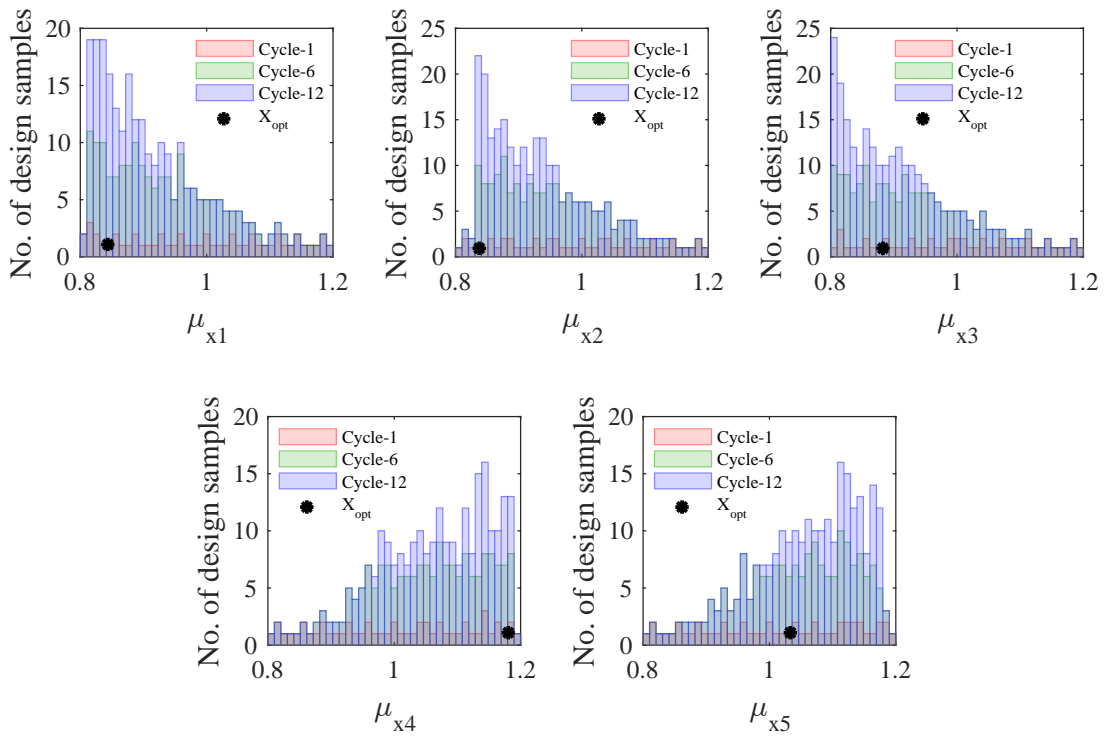 No. of design samples
20
15
10
5
0
0.8 1 1.2
μx1
Cycle-1
Cycle-6
Cycle-12
Xopt
No. of design samples
25
20
15
10
5
0
0.8 1 1.2
μx2
Cycle-1
Cycle-6
Cycle-12
Xopt
No. of design samples
25
20
15
10
5
0
0.8 1 1.2
μx3
Cycle-1
Cycle-6
Cycle-12
Xopt
No. of design samples
20
15
10
5
0
0.8 1 1.2
μx4
Cycle-1
Cycle-6
Cycle-12
Xopt
No. of design samples
20
15
10
5
0
0.8 1 1.2
μx5
Cycle-1
Cycle-6
Cycle-12
Xopt